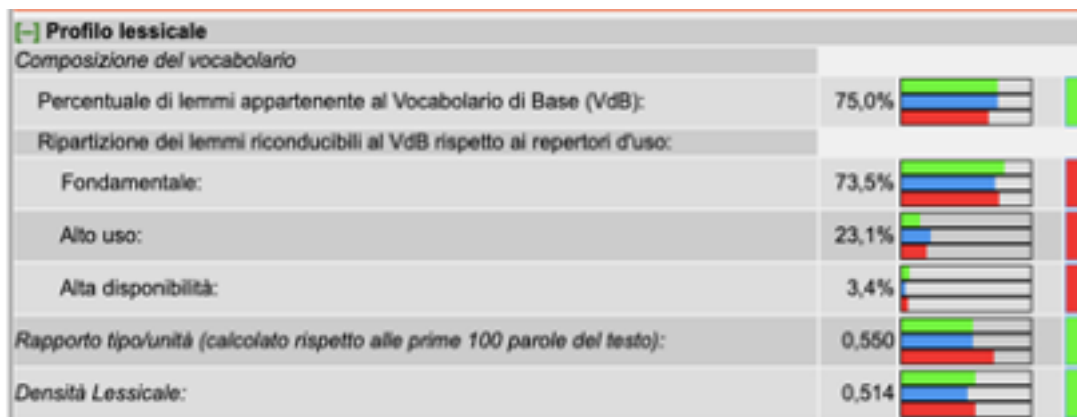 [–] Profilo lessicale
Composizione del vocabolario
Percentuale di lemmi appartenente al Vocabolario di Base (VdB): 75,0%
Ripartizione dei lemmi riconducibili al VdB rispetto ai repertori d'uso:
Fondamentale: 73,5%
Alto uso: 23,1%
Alta disponibilità: 3,4%
Rapporto tipo/unità (calcolato rispetto alle prime 100 parole del testo): 0,550
Densità Lessicale: 0,514